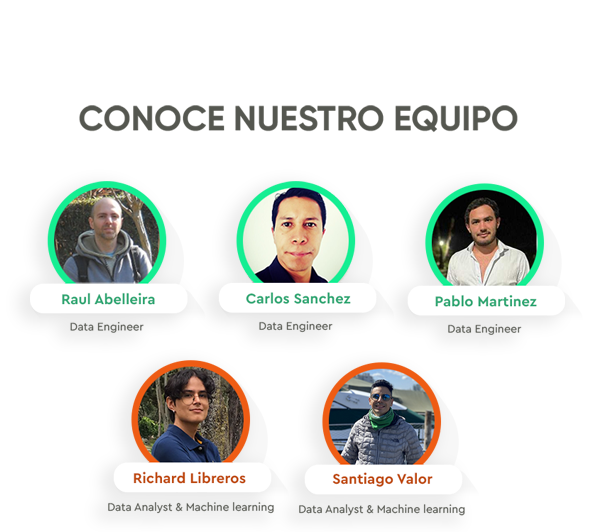 CONOCE NUESTRO EQUIPO
Raul Abelleira
Data Engineer
Carlos Sanchez
Data Engineer
Pablo Martinez
Data Engineer
Richard Libreros
Data Analyst & Machine learning
Santiago Valor
Data Analyst & Machine learning